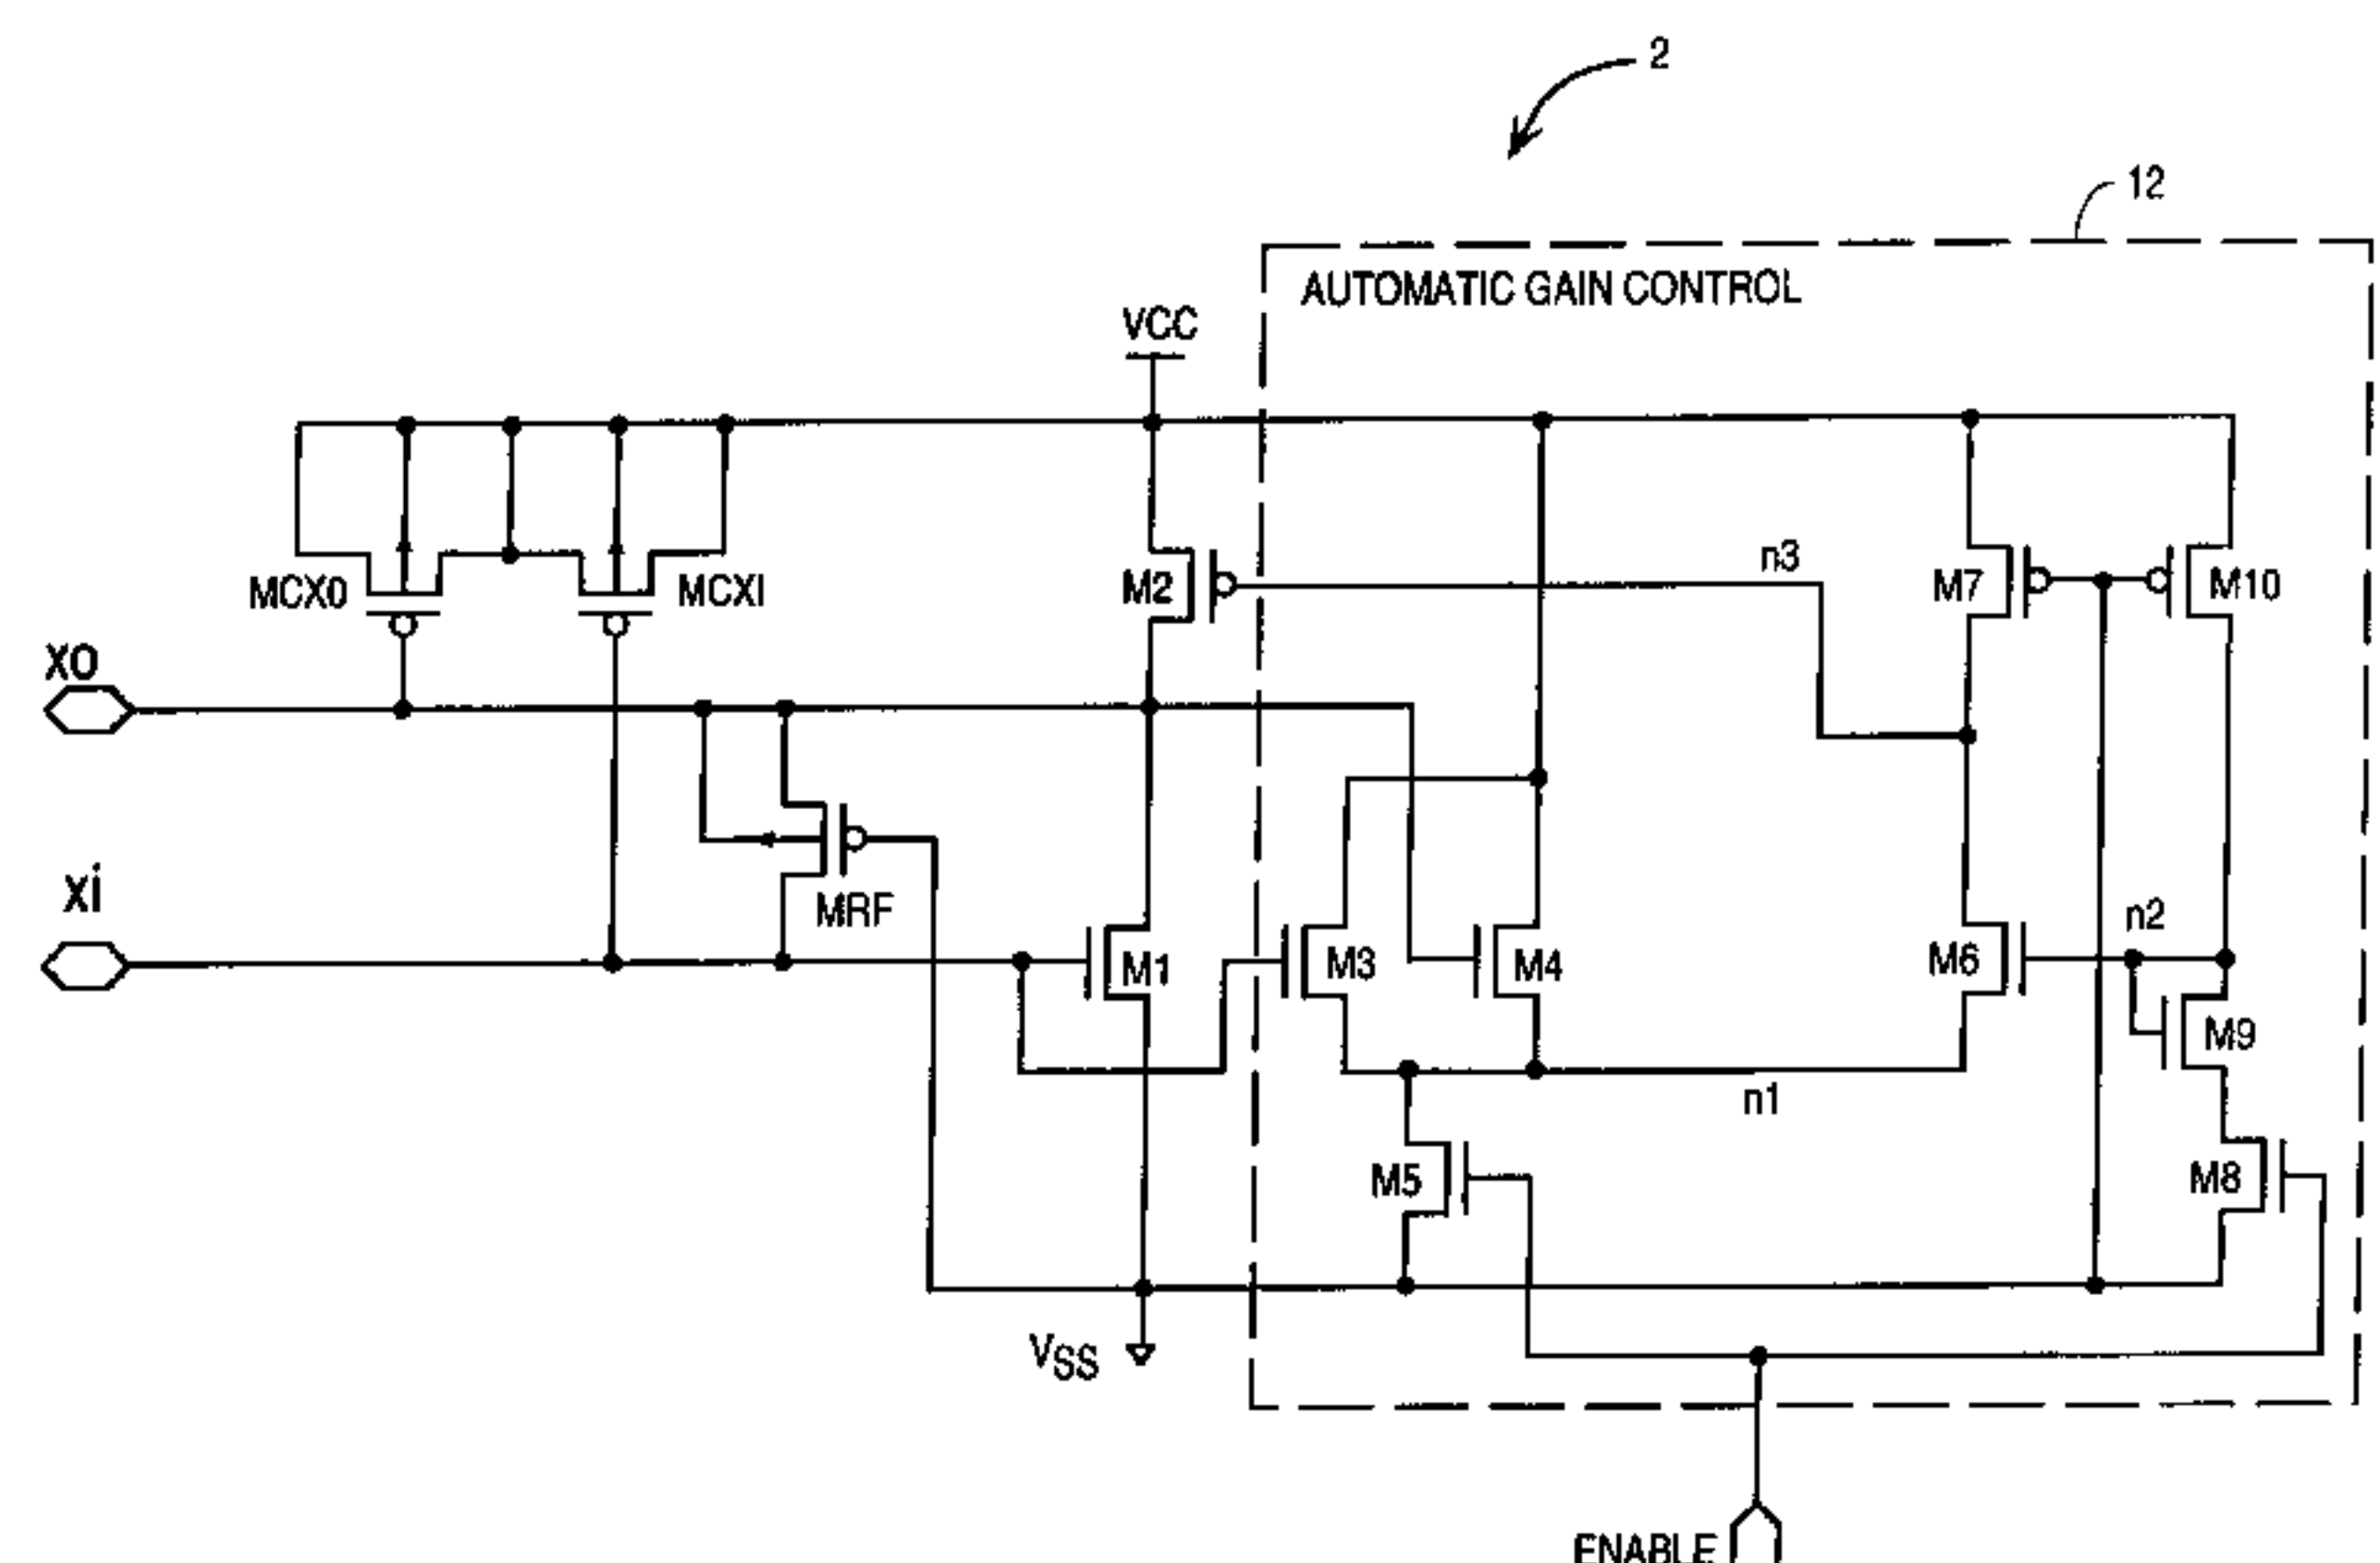 2
12
AUTOMATIC GAIN CONTROL
VCC
n3
MCX0
MCXI
M2
M7
M10
XO
Xi
MRF
n2
M1
M3
M4
M6
M9
n1
M5
M8
VSS
ENABLE